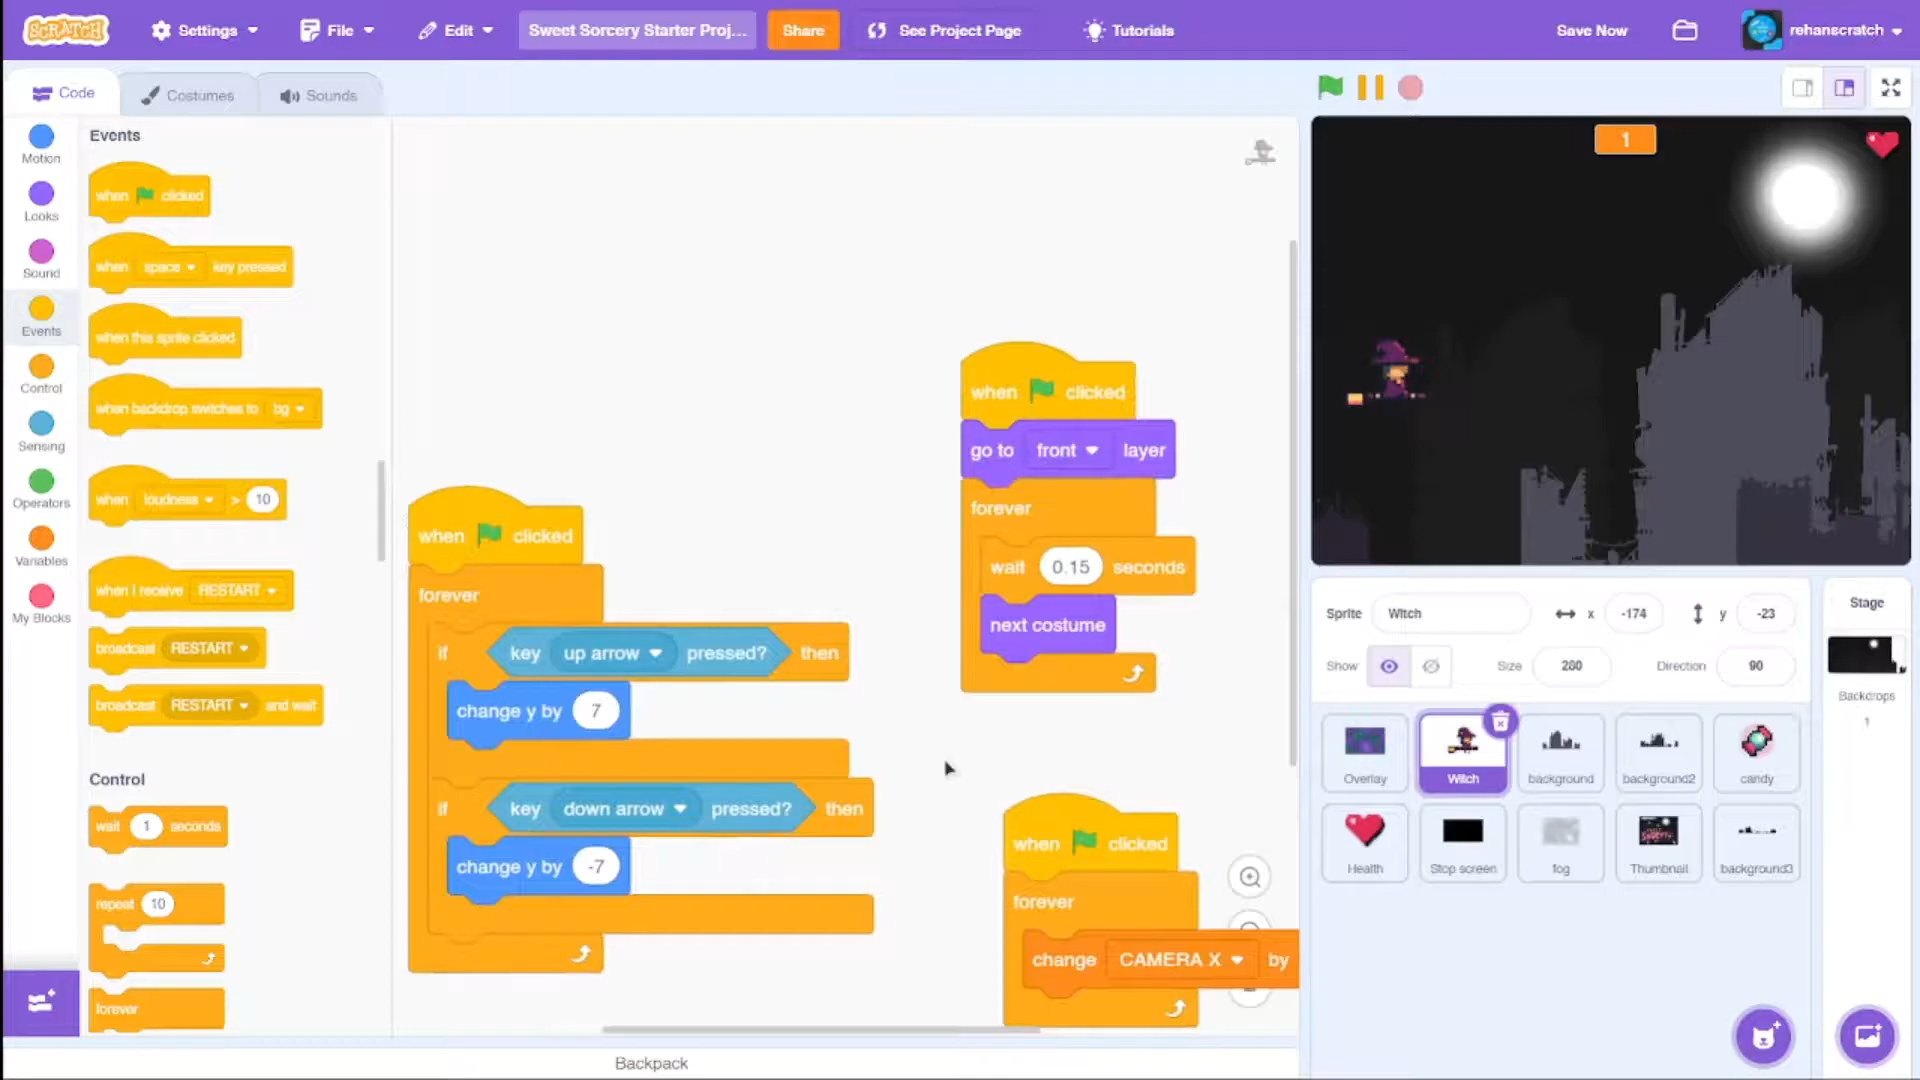 SCRATCH
Settings
File
Edit
Sweet Sorcery Starter Proj...
Share
See Project Page
Tutorials
Save Now
rehanscratch
Code
Costumes
Sounds
Motion
Looks
Sound
Events
Control
Sensing
Operators
Variables
My Blocks
Events
when clicked
when space key pressed
when this sprite clicked
when backdrop switches to bg
when loudness > 10
when I receive RESTART
broadcast RESTART
broadcast RESTART and wait
Control
wait 1 seconds
repeat 10
forever
when clicked
forever
if key up arrow pressed? then
change y by 7
if key down arrow pressed? then
change y by -7
when clicked
go to front layer
forever
wait 0.15 seconds
next costume
when clicked
forever
change CAMERA X by
Backpack
1
Sprite Witch x -174 y -23
Show Size 280 Direction 90
Overlay
Witch
background
background2
candy
Health
Stop screen
fog
Thumbnail
background3
Stage
Backdrops
1